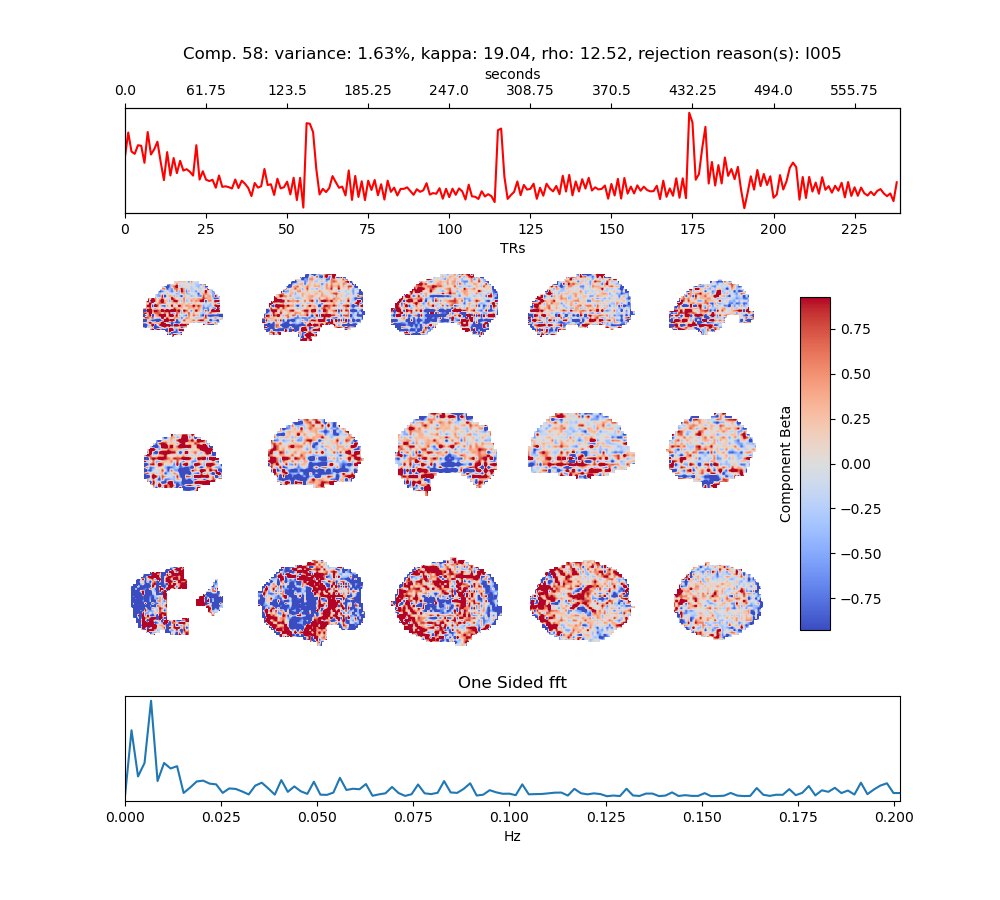 Comp. 58: variance: 1.63%, kappa: 19.04, rho: 12.52, rejection reason(s): I005
seconds
0.0 61.75 123.5 185.25 247.0 308.75 370.5 432.25 494.0 555.75
0 25 50 75 100 125 150 175 200 225
TRs
0.75
0.50
0.25
0.00
−0.25
−0.50
−0.75
Component Beta
One Sided fft
0.000 0.025 0.050 0.075 0.100 0.125 0.150 0.175 0.200
Hz